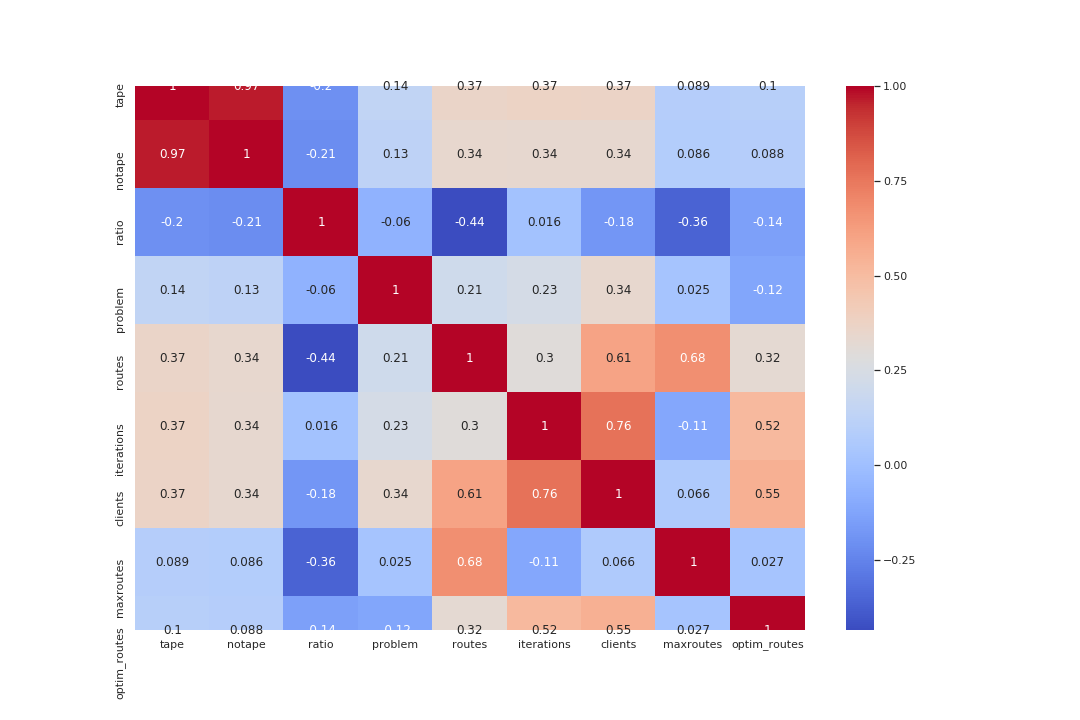 tape 1 0.97 -0.2 0.14 0.37 0.37 0.37 0.089 0.1
notape 0.97 1 -0.21 0.13 0.34 0.34 0.34 0.086 0.088
ratio -0.2 -0.21 1 -0.06 -0.44 0.016 -0.18 -0.36 -0.14
problem 0.14 0.13 -0.06 1 0.21 0.23 0.34 0.025 -0.12
routes 0.37 0.34 -0.44 0.21 1 0.3 0.61 0.68 0.32
iterations 0.37 0.34 0.016 0.23 0.3 1 0.76 -0.11 0.52
clients 0.37 0.34 -0.18 0.34 0.61 0.76 1 0.066 0.55
maxroutes 0.089 0.086 -0.36 0.025 0.68 -0.11 0.066 1 0.027
optim_routes 0.1 0.088 -0.14 -0.12 0.32 0.52 0.55 0.027 1
tape notape ratio problem routes iterations clients maxroutes optim_routes
1.00
0.75
0.50
0.25
0.00
−0.25